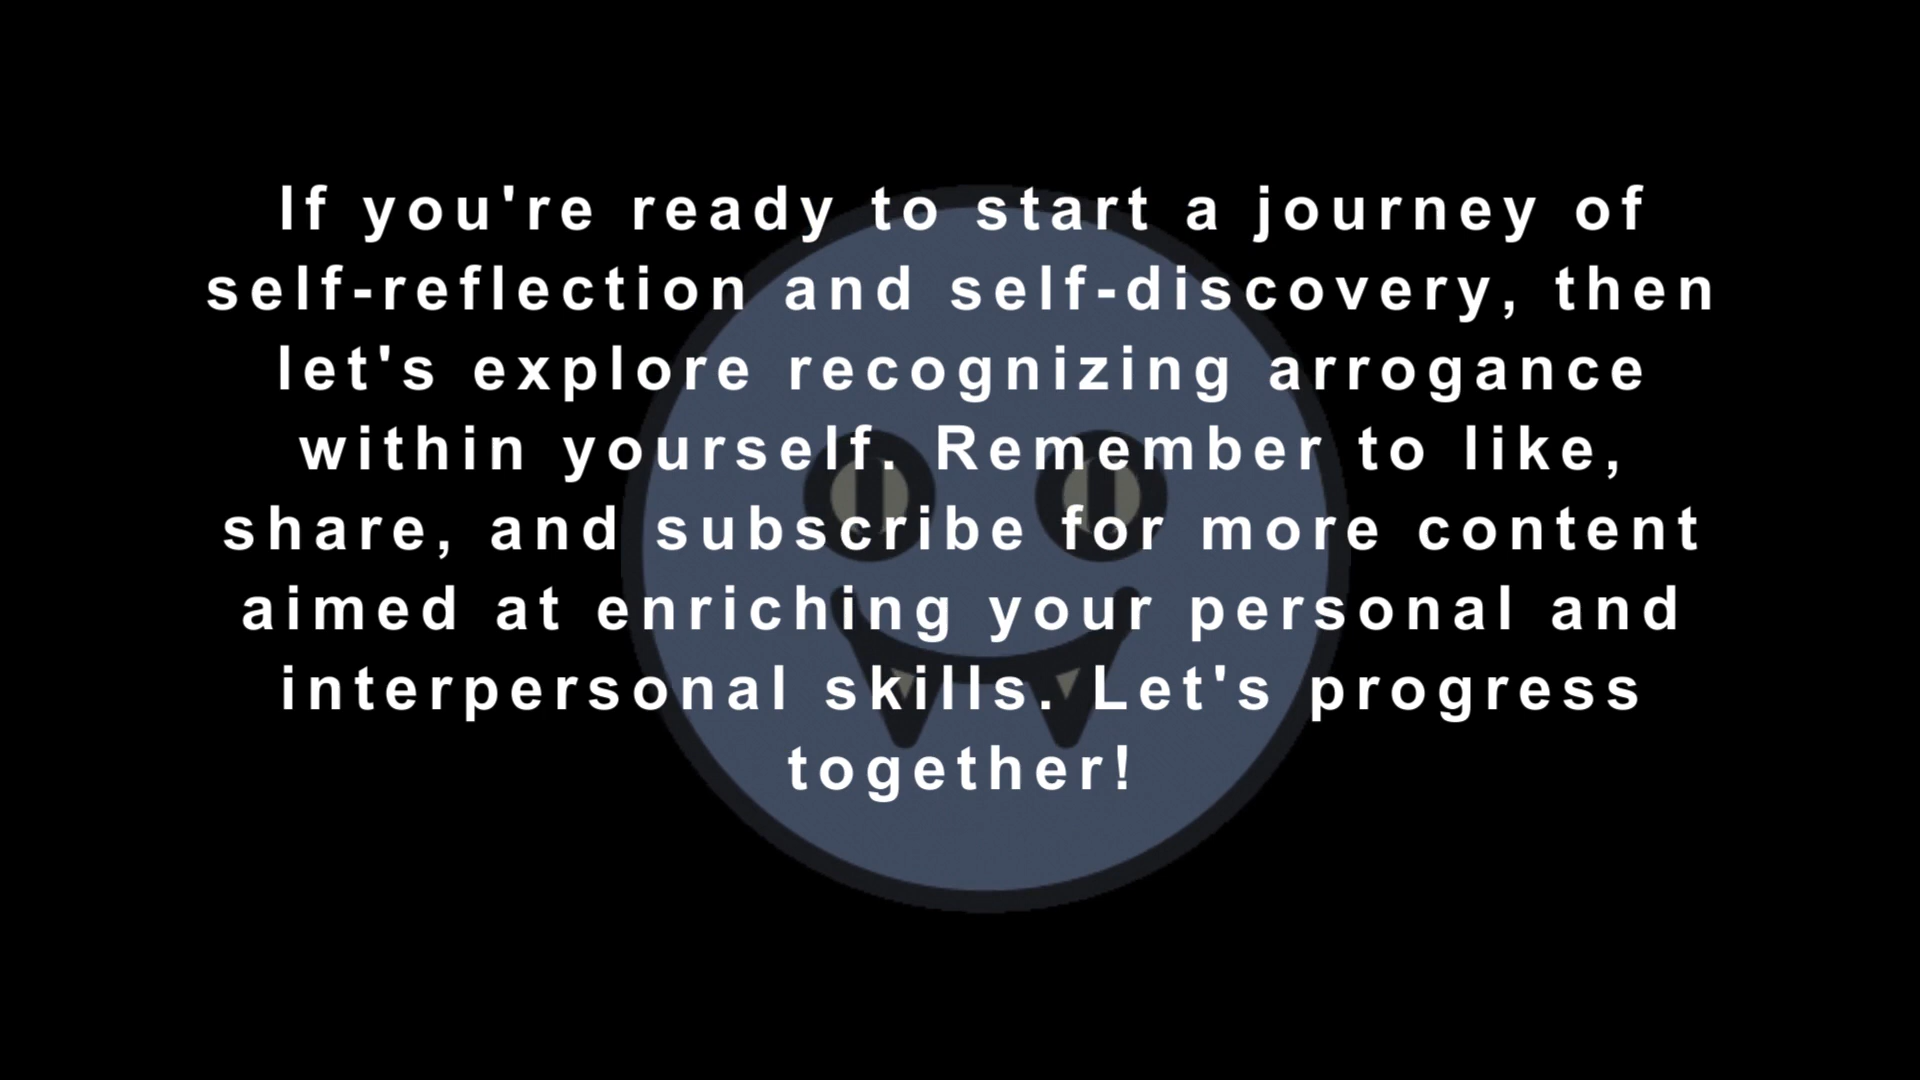 If you're ready to start a journey of
self-reflection and self-discovery, then
let's explore recognizing arrogance
within yourself. Remember to like,
share, and subscribe for more content
aimed at enriching your personal and
interpersonal skills. Let's progress
together!